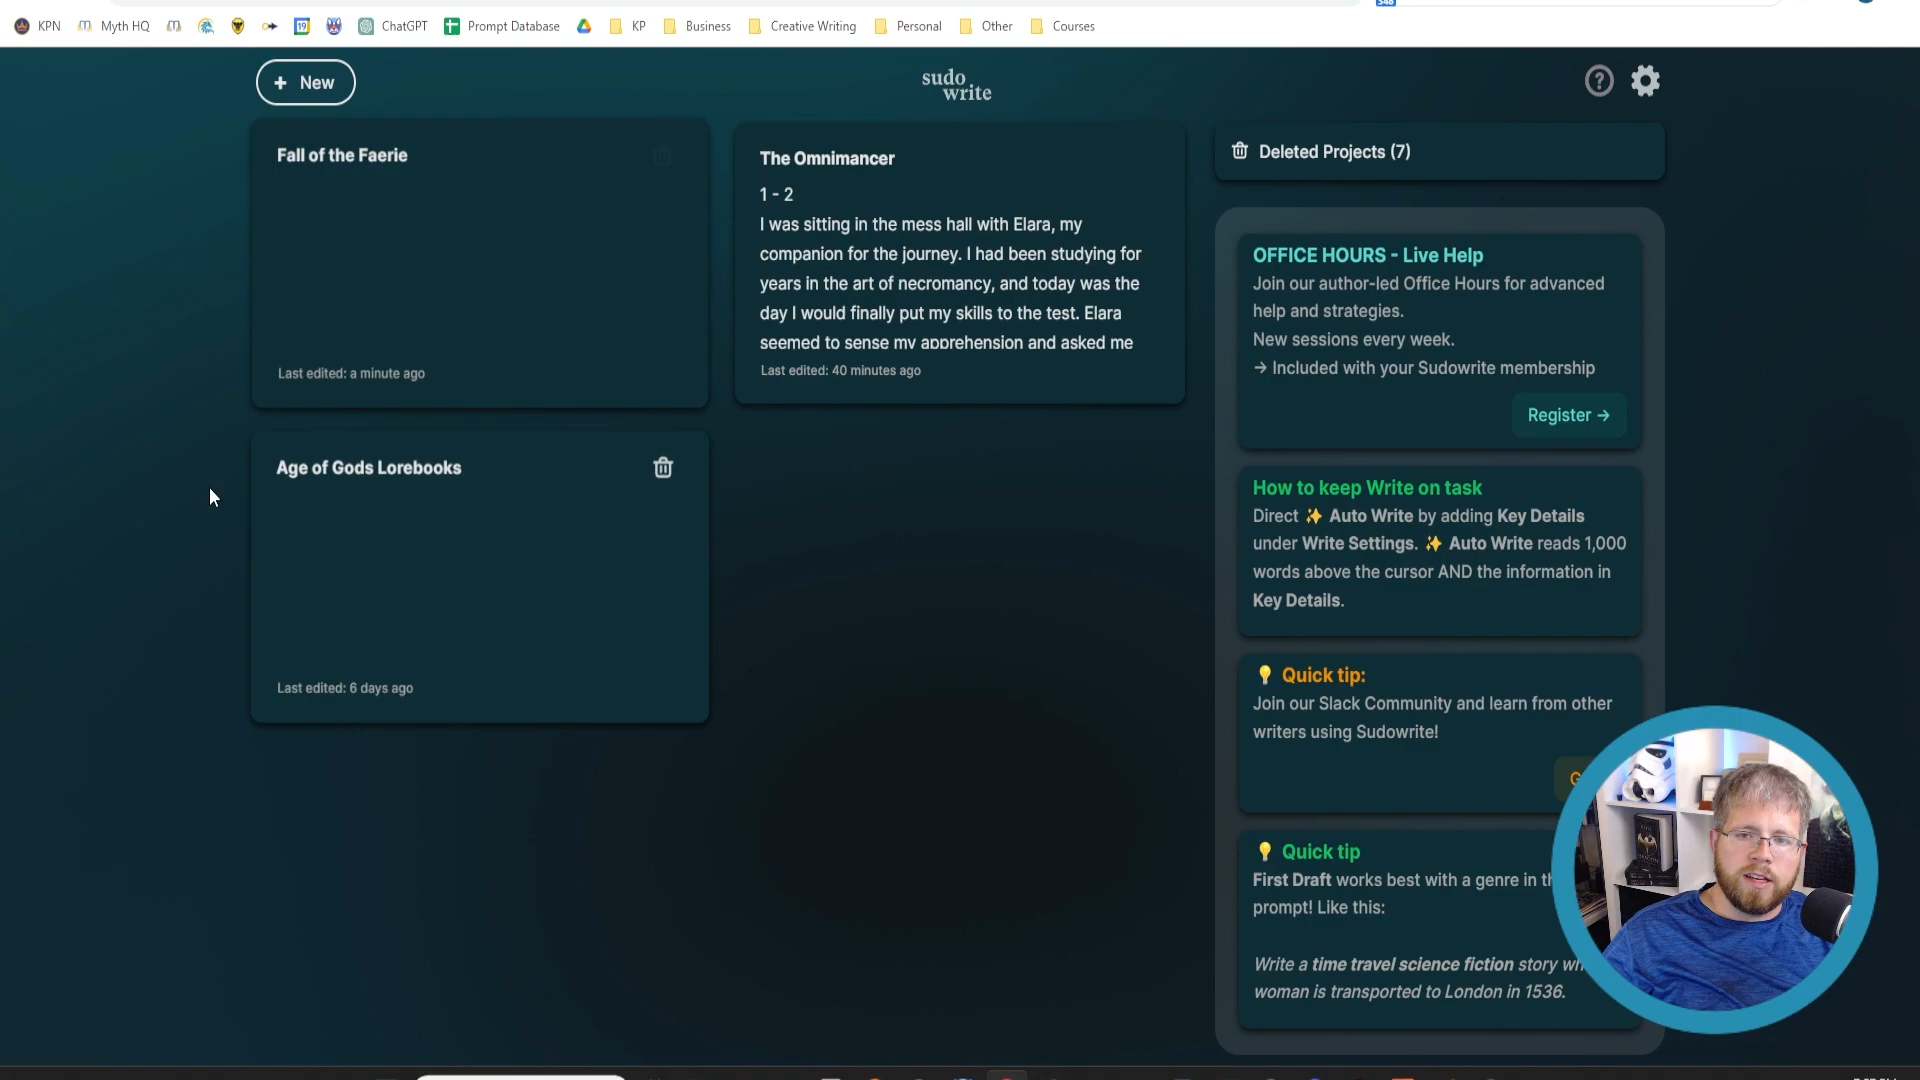 KPN Myth HQ 19 ChatGPT Prompt Database KP Business Creative Writing Personal Other Courses
+ New
sudo
write
Fall of the Faerie
Last edited: a minute ago
Age of Gods Lorebooks
Last edited: 6 days ago
The Omnimancer
1 - 2
I was sitting in the mess hall with Elara, my
companion for the journey. I had been studying for
years in the art of necromancy, and today was the
day I would finally put my skills to the test. Elara
seemed to sense my apprehension and asked me
Last edited: 40 minutes ago
Deleted Projects (7)
OFFICE HOURS - Live Help
Join our author-led Office Hours for advanced
help and strategies.
New sessions every week.
→ Included with your Sudowrite membership
Register →
How to keep Write on task
Direct ✨ Auto Write by adding Key Details
under Write Settings. ✨ Auto Write reads 1,000
words above the cursor AND the information in
Key Details.
💡 Quick tip:
Join our Slack Community and learn from other
writers using Sudowrite!
💡 Quick tip
First Draft works best with a genre in
prompt! Like this:
Write a time travel science fiction story
woman is transported to London in 1536.